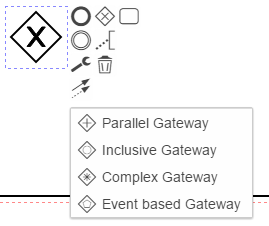 X
Parallel Gateway
Inclusive Gateway
Complex Gateway
Event based Gateway